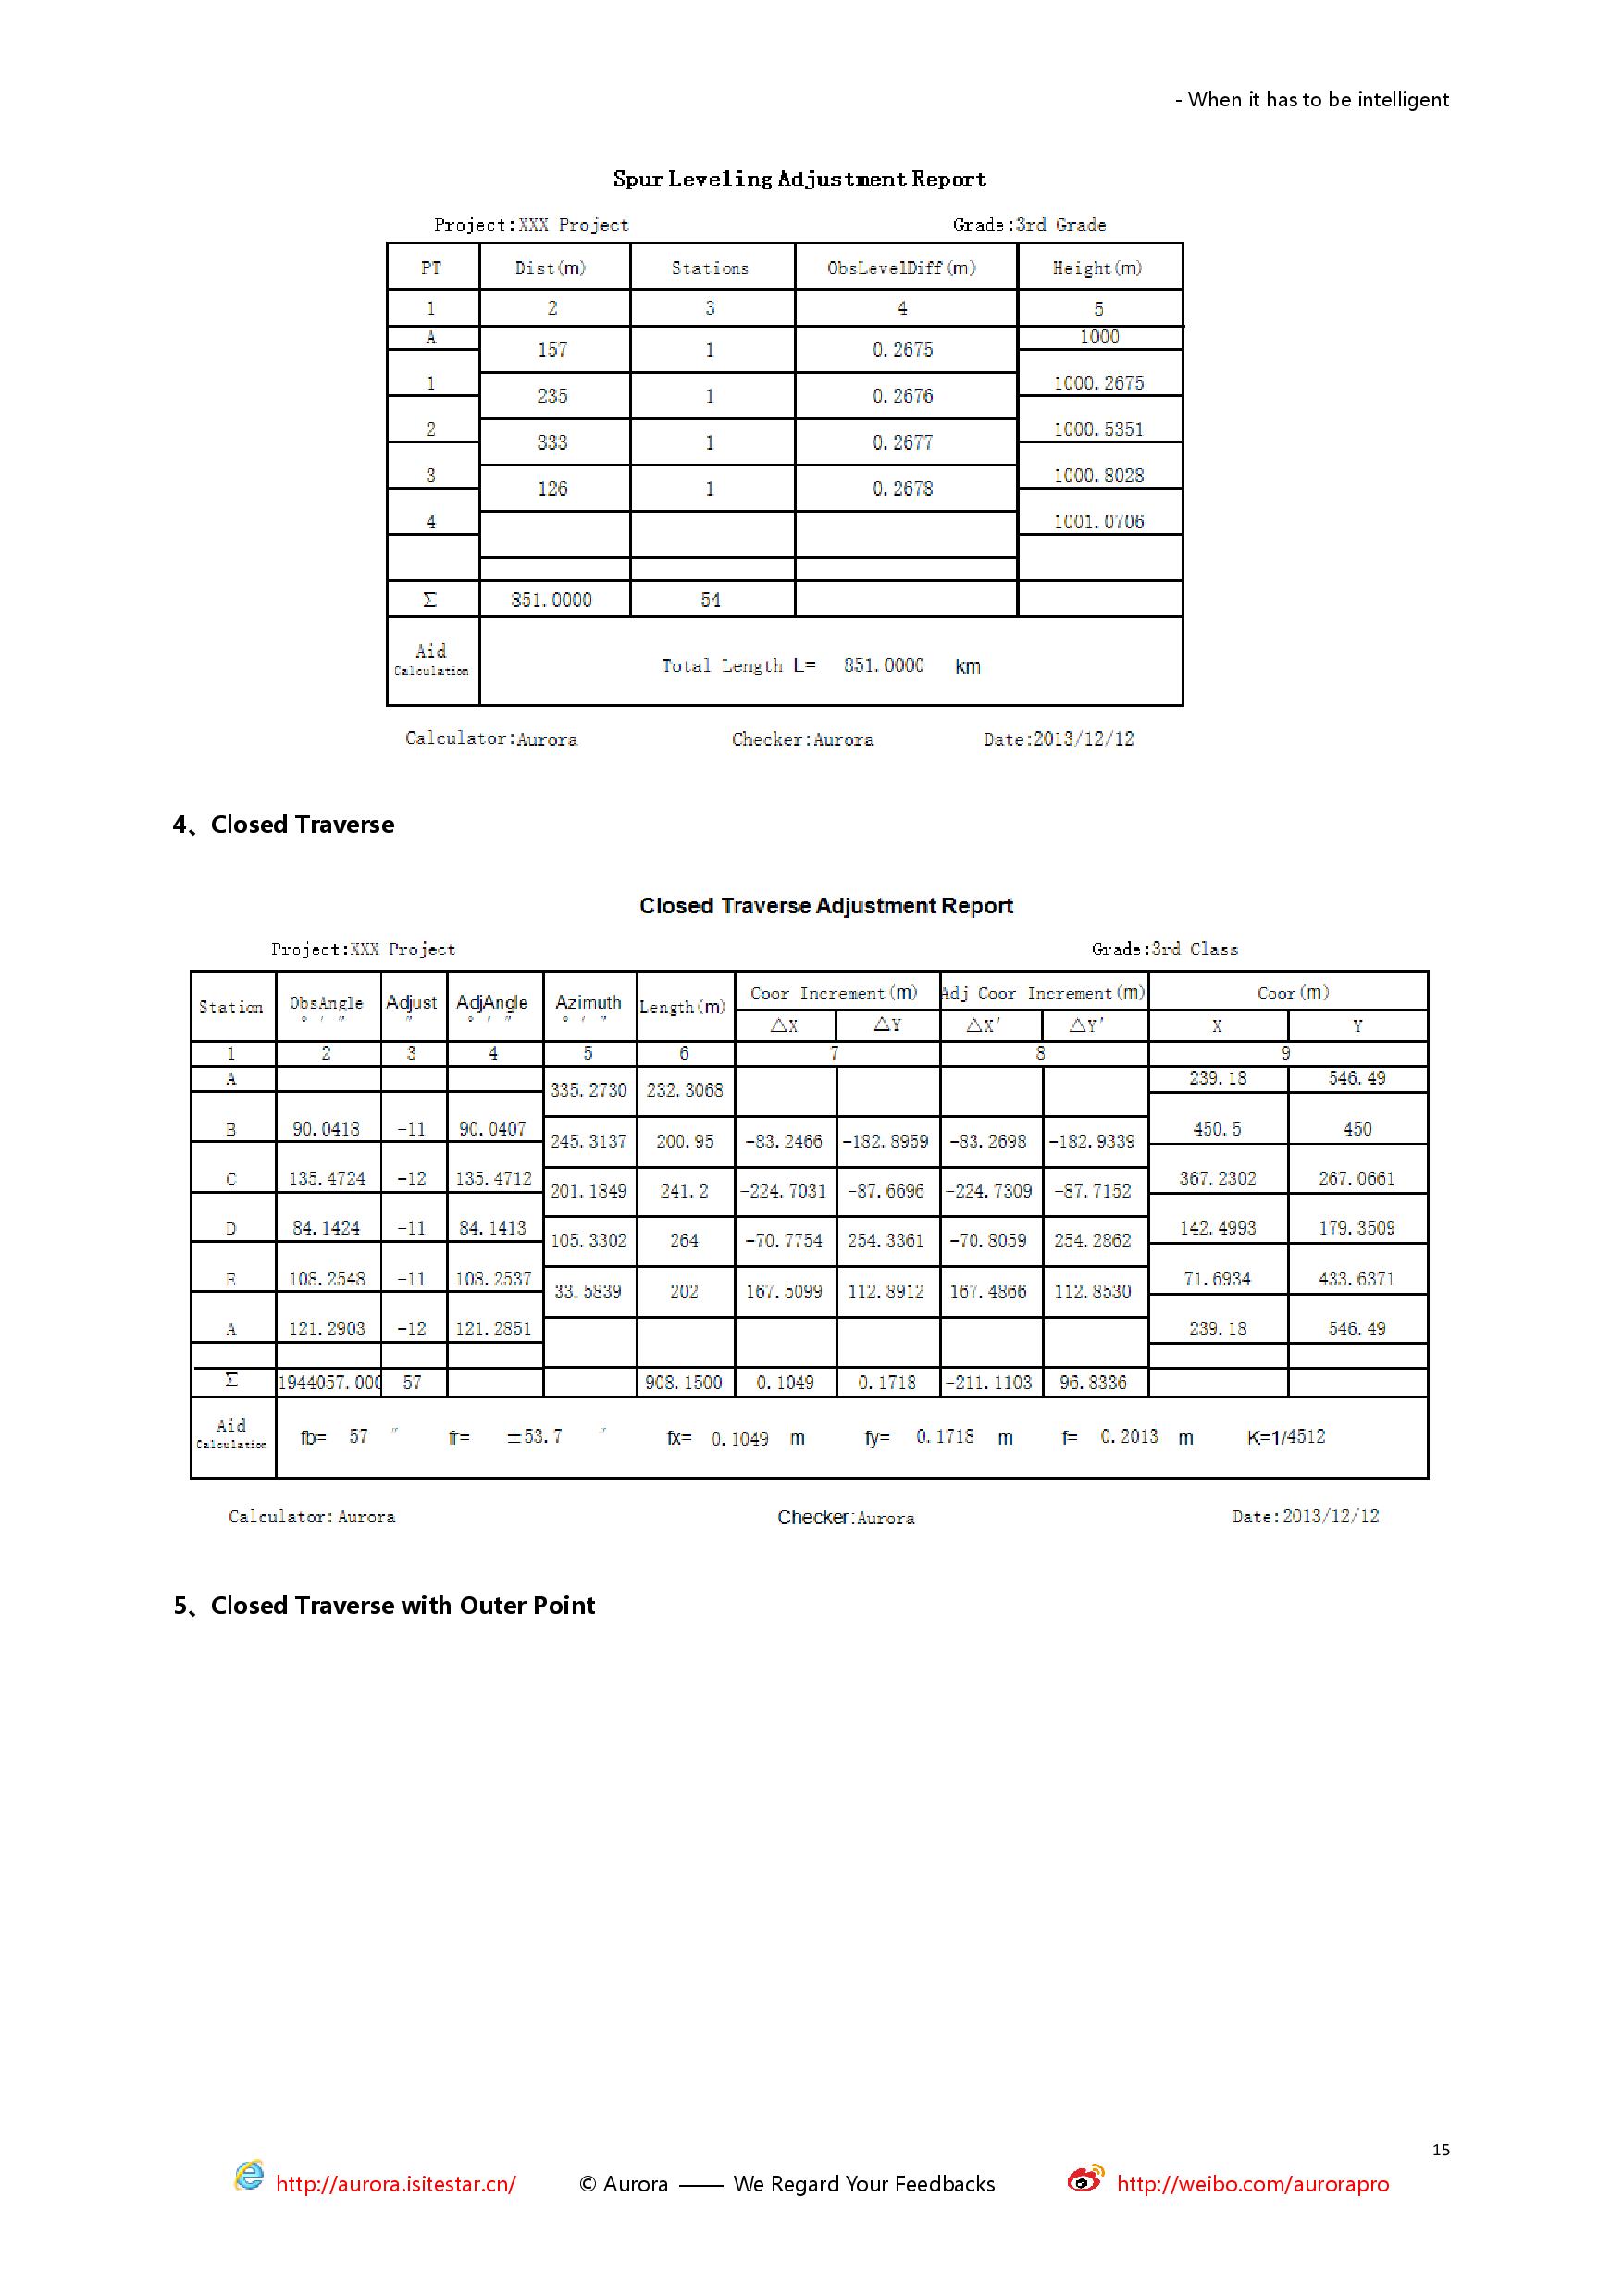 - When it has to be intelligent
Spur Leveling Adjustment Report
Project:XXX Project Grade:3rd Grade
PT Dist(m) Stations ObsLevelDiff(m) Height(m)
1 2 3 4 5
A 1000
157 1 0.2675
1 1000.2675
235 1 0.2676
2 1000.5351
333 1 0.2677
3 1000.8028
126 1 0.2678
4 1001.0706
Σ 851.0000 54
Aid
Calculation
Total Length L= 851.0000 km
Calculator:Aurora Checker:Aurora Date:2013/12/12
4、Closed Traverse
Closed Traverse Adjustment Report
Project:XXX Project Grade:3rd Class
Station ObsAngle Adjust AdjAngle Azimuth Length(m) Coor Increment(m) Adj Coor Increment(m) Coor(m)
° ′ ″ ″ ° ′ ″ ° ′ ″ △X △Y △X′ △Y′ X Y
1 2 3 4 5 6 7 8 9
A 239.18 546.49
335.2730 232.3068
B 90.0418 -11 90.0407 450.5 450
245.3137 200.95 -83.2466 -182.8959 -83.2698 -182.9339
C 135.4724 -12 135.4712 367.2302 267.0661
201.1849 241.2 -224.7031 -87.6696 -224.7309 -87.7152
D 84.1424 -11 84.1413 142.4993 179.3509
105.3302 264 -70.7754 254.3361 -70.8059 254.2862
E 108.2548 -11 108.2537 71.6934 433.6371
33.5839 202 167.5099 112.8912 167.4866 112.8530
A 121.2903 -12 121.2851 239.18 546.49
Σ 1944057.000 57 908.1500 0.1049 0.1718 -211.1103 96.8336
Aid
Calculation
fb= 57 ″ fr= ±53.7 ″ fx= 0.1049 m fy= 0.1718 m f= 0.2013 m K=1/4512
Calculator:Aurora Checker:Aurora Date:2013/12/12
5、Closed Traverse with Outer Point
15
http://aurora.isitestar.cn/ © Aurora —— We Regard Your Feedbacks http://weibo.com/aurorapro